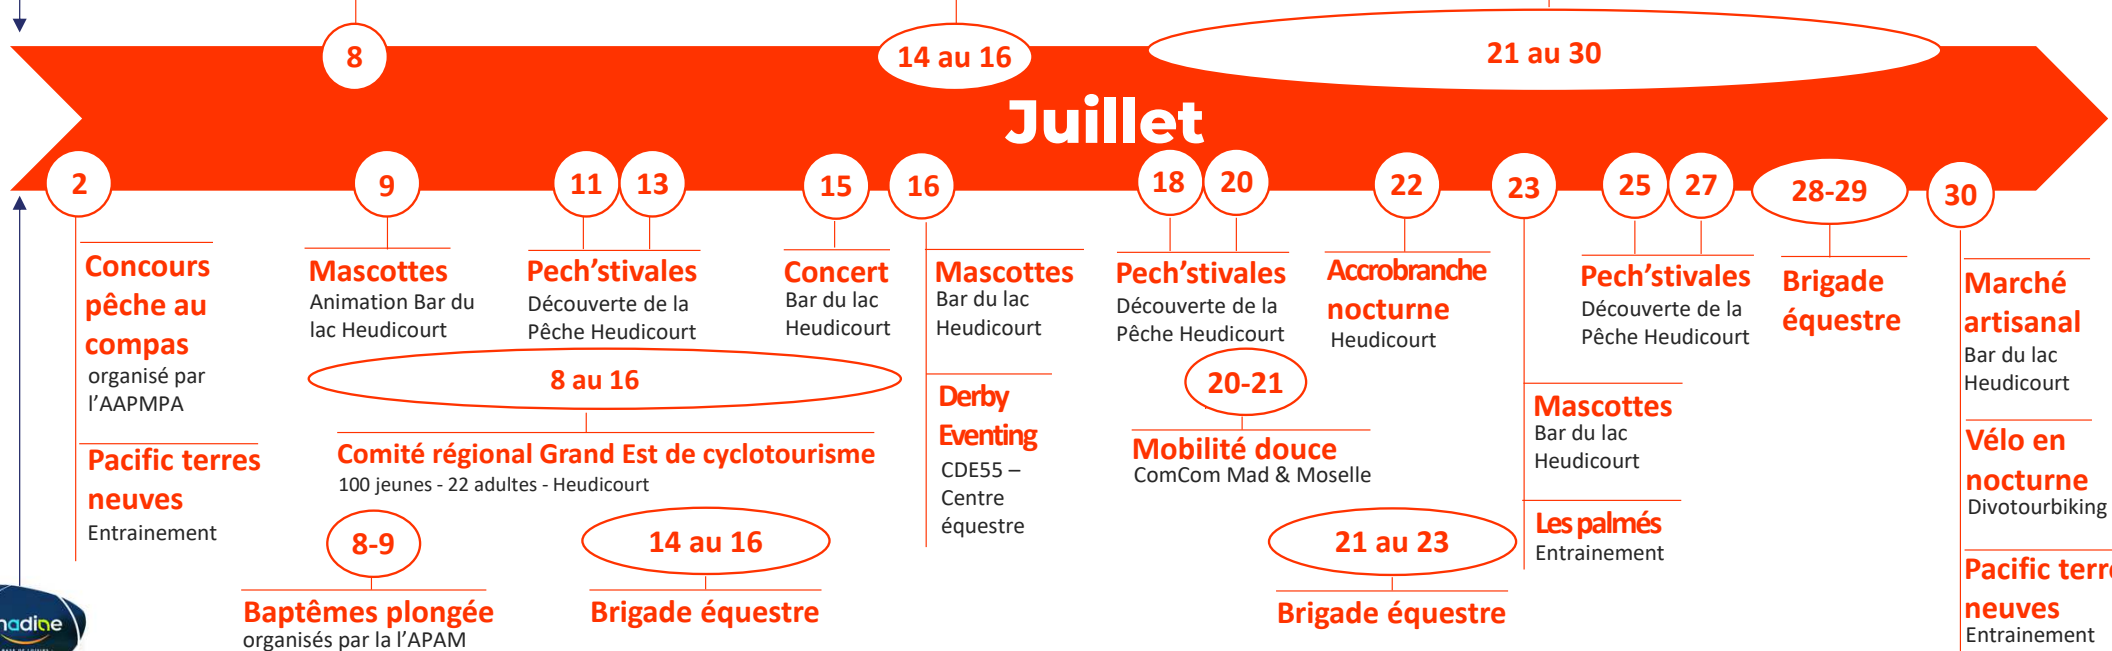 8
14 au 16
21 au 30
Juillet
2
9
11
13
15
16
18
20
22
23
25
27
28-29
30
Concours
pêche au
compas
organisé par
l'AAPMPA
Pacific terres
neuves
Entrainement
Mascottes
Animation Bar du
lac Heudicourt
Pech'stivales
Découverte de la
Pêche Heudicourt
8 au 16
Comité régional Grand Est de cyclotourisme
100 jeunes - 22 adultes - Heudicourt
8-9
Baptêmes plongée
organisés par la l'APAM
14 au 16
Brigade équestre
Concert
Bar du lac
Heudicourt
Mascottes
Bar du lac
Heudicourt
Derby
Eventing
CDE55 –
Centre
équestre
Pech'stivales
Découverte de la
Pêche Heudicourt
20-21
Mobilité douce
ComCom Mad & Moselle
Accrobranche
nocturne
Heudicourt
21 au 23
Brigade équestre
Mascottes
Bar du lac
Heudicourt
Les palmés
Entrainement
Pech'stivales
Découverte de la
Pêche Heudicourt
Brigade
équestre
Marché
artisanal
Bar du lac
Heudicourt
Vélo en
nocturne
Divotourbiking
Pacific terr
neuves
Entrainement
adine